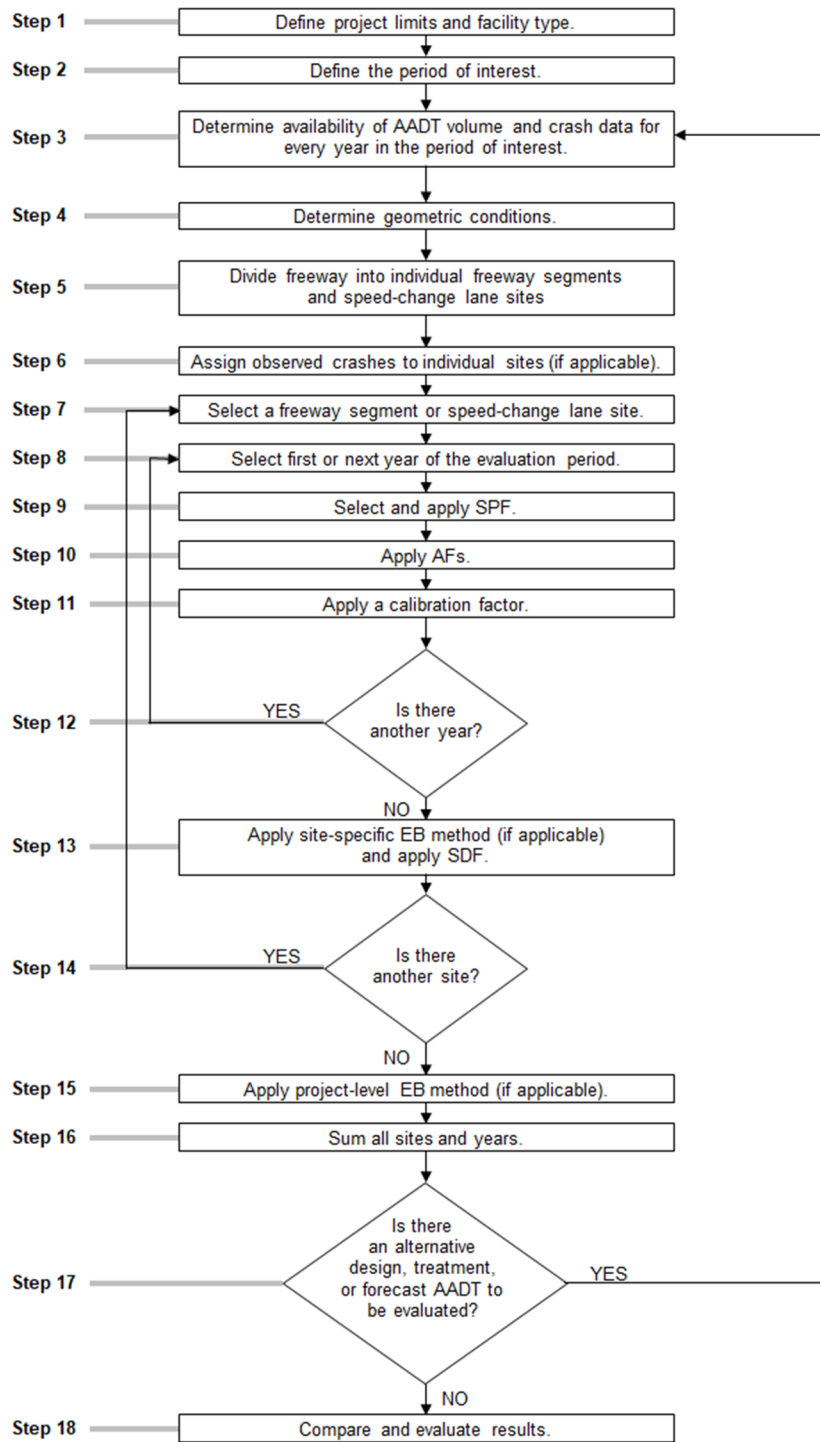 Step 1
Define project limits and facility type.
Step 2
Define the period of interest.
Step 3
Determine availability of AADT volume and crash data for
every year in the period of interest.
Step 4
Determine geometric conditions.
Step 5
Divide freeway into individual freeway segments
and speed-change lane sites
Step 6
Assign observed crashes to individual sites (if applicable).
Step 7
Select a freeway segment or speed-change lane site.
Step 8
Select first or next year of the evaluation period.
Step 9
Select and apply SPF.
Step 10
Apply AFs.
Step 11
Apply a calibration factor.
Step 12
YES
Is there
another year?
NO
Step 13
Apply site-specific EB method (if applicable)
and apply SDF.
Step 14
YES
Is there
another site?
NO
Step 15
Apply project-level EB method (if applicable).
Step 16
Sum all sites and years.
Step 17
Is there
an alternative
design, treatment,
or forecast AADT to
be evaluated?
YES
NO
Step 18
Compare and evaluate results.